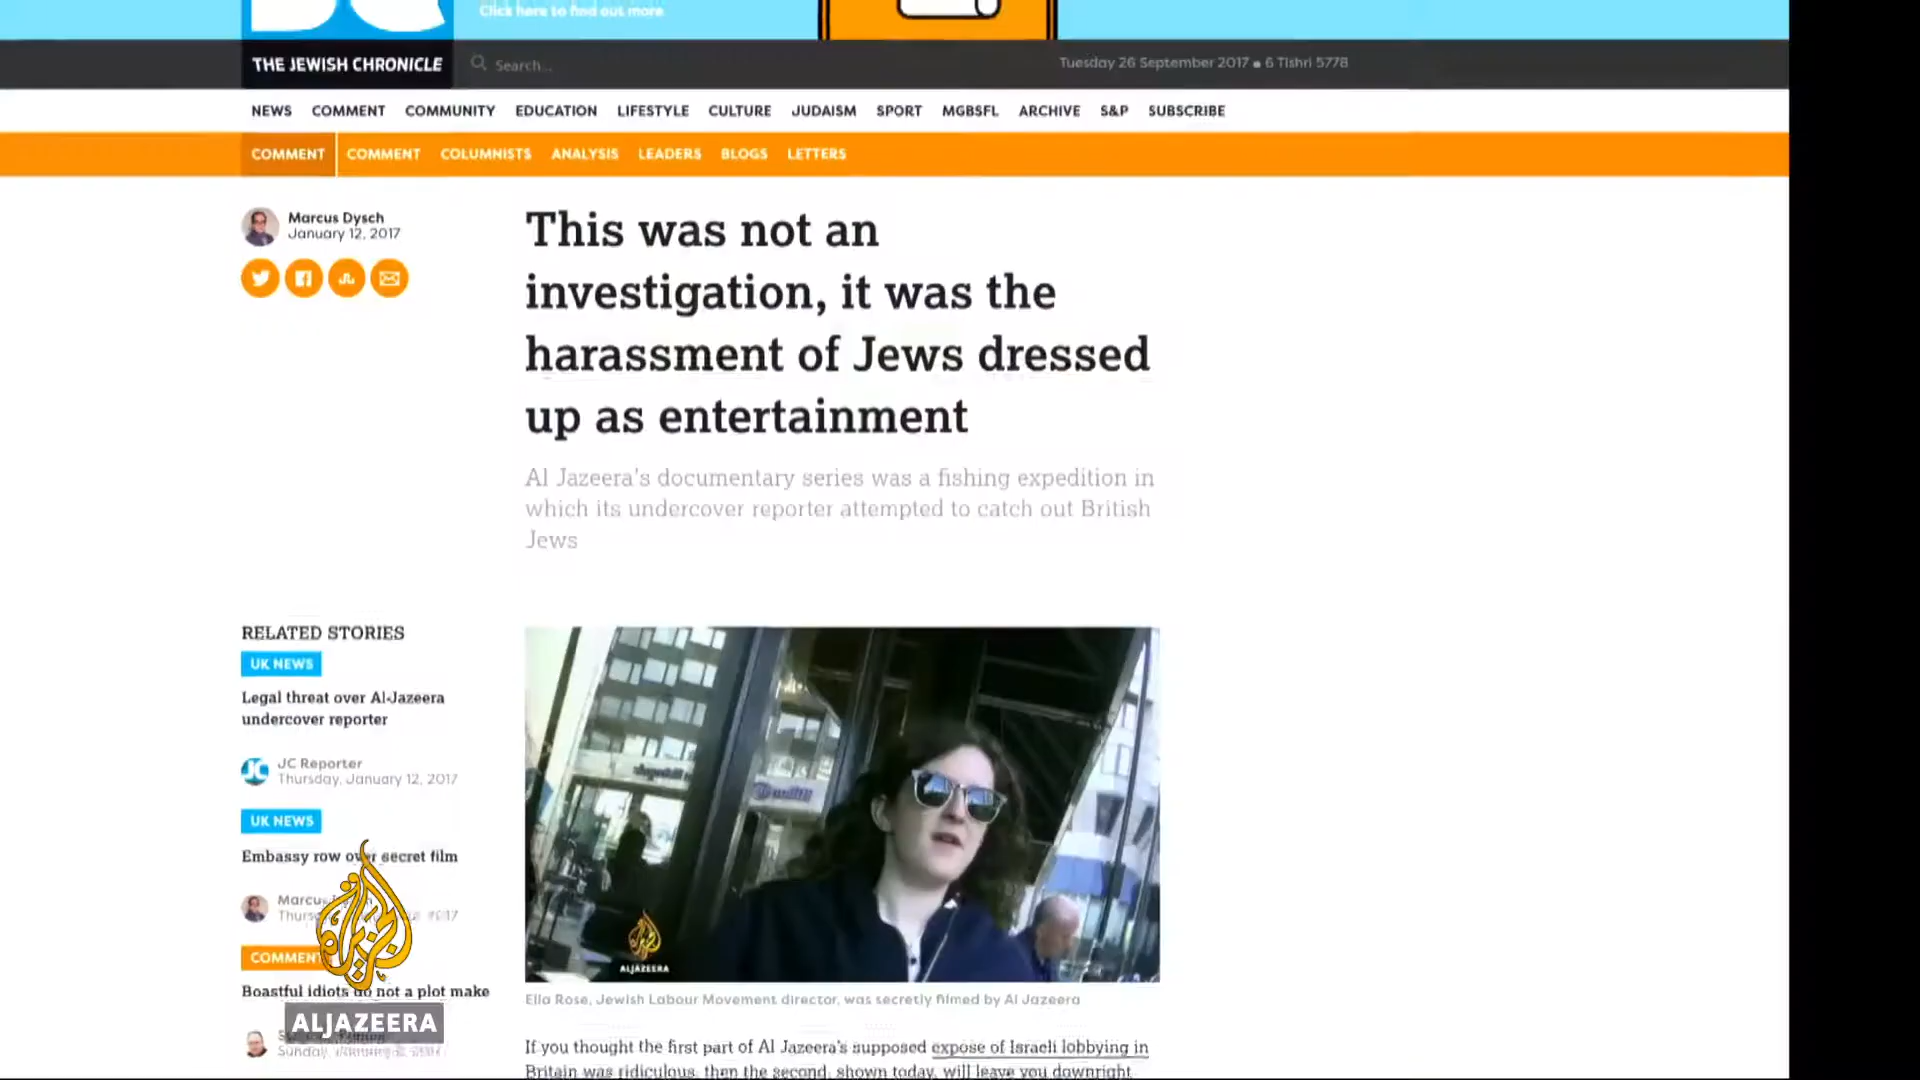 Click here to find out more
THE JEWISH CHRONICLE
Search...
Tuesday 26 September 2017 • 6 Tishri 5778
NEWS COMMENT COMMUNITY EDUCATION LIFESTYLE CULTURE JUDAISM SPORT MGBSFL ARCHIVE S&P SUBSCRIBE
COMMENT COMMENT COLUMNISTS ANALYSIS LEADERS BLOGS LETTERS
Marcus Dysch
January 12, 2017
This was not an
investigation, it was the
harassment of Jews dressed
up as entertainment
Al Jazeera's documentary series was a fishing expedition in
which its undercover reporter attempted to catch out British
Jews
RELATED STORIES
UK NEWS
Legal threat over Al-Jazeera
undercover reporter
JC
JC Reporter
Thursday, January 12, 2017
UK NEWS
Embassy row over secret film
COMMENT
Boastful idiots do not a plot make
Sunday,
ALJAZEERA
ALJAZEERA
Ella Rose, Jewish Labour Movement director, was secretly filmed by Al Jazeera
If you thought the first part of Al Jazeera's supposed expose of Israeli lobbying in
Britain was ridiculous, then the second, shown today, will leave you downright